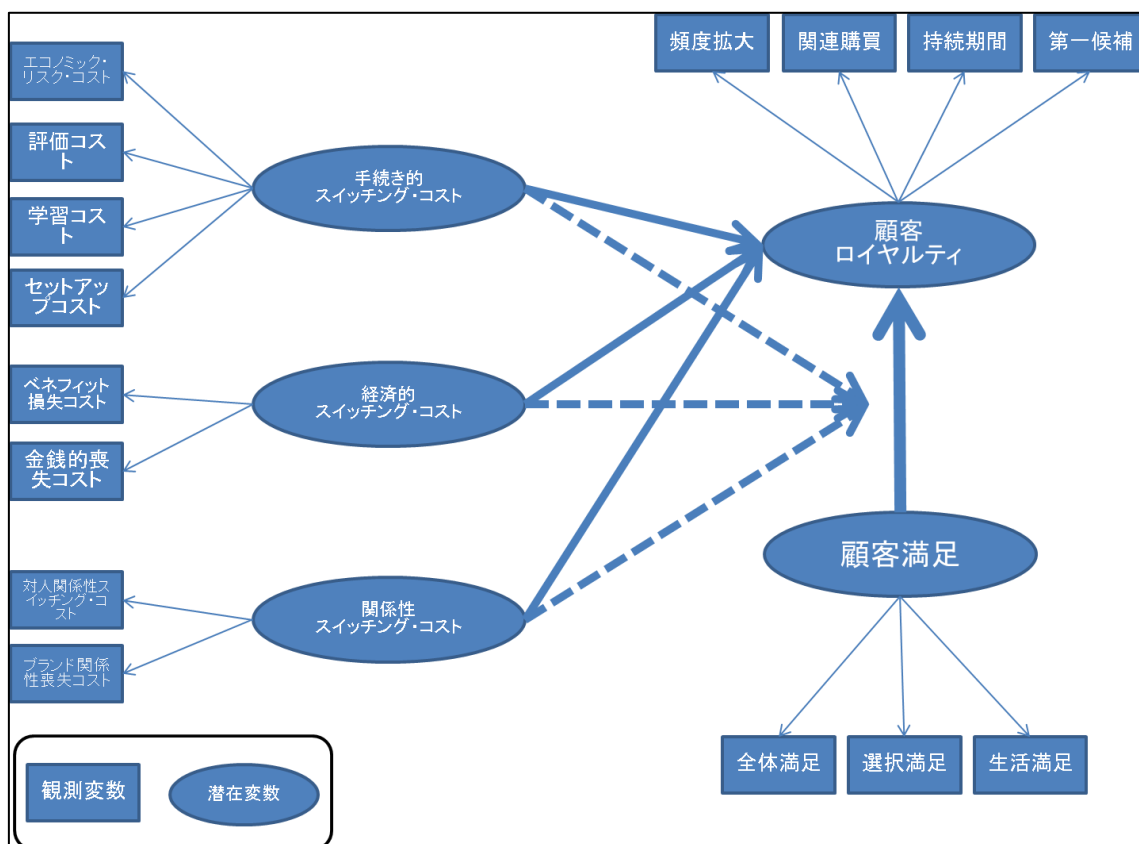 頻度拡大
関連購買
持続期間
第一候補
エコノミック・
リスク・コスト
評価コス
ト
学習コス
ト
セットアッ
プコスト
手続き的
スイッチング・コスト
顧客
ロイヤルティ
ベネフィット
損失コスト
金銭的喪
失コスト
経済的
スイッチング・コスト
顧客満足
対人関係性ス
イッチング・コ
スト
ブランド関係
性喪失コスト
関係性
スイッチング・コスト
全体満足
選択満足
生活満足
観測変数
潜在変数